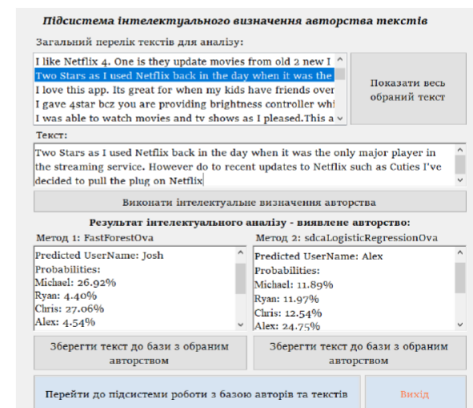 Підсистема інтелектуального визначення авторства текстів
Загальний перелік текстів для аналізу:
I like Netflix 4. One is they update movies from old 2 new I
Two Stars as I used Netflix back in the day when it was the
I love this app. Its great for when my kids have friends over
I gave 4star bcz you are providing brightness controller whi
I was able to watch movies and tv shows as I pleased.This a
Показати весь
обраний текст
Текст:
Two Stars as I used Netflix back in the day when it was the only major player in
the streaming service. However do to recent updates to Netflix such as Cuties I've
decided to pull the plug on Netflix
Виконати інтелектуальне визначення авторства
Результат інтелектуального аналізу - виявлене авторство:
Метод 1: FastForestOva
Predicted UserName: Josh
Probabilities:
Michael: 26.92%
Ryan: 4.40%
Chris: 27.06%
Alex: 4.54%
Метод 2: sdcaLogisticRegressionOva
Predicted UserName: Alex
Probabilities:
Michael: 11.89%
Ryan: 11.97%
Chris: 12.54%
Alex: 24.75%
Зберегти текст до бази з обраним
авторством
Зберегти текст до бази з обраним
авторством
Перейти до підсистеми роботи з базою авторів та текстів
Вихід